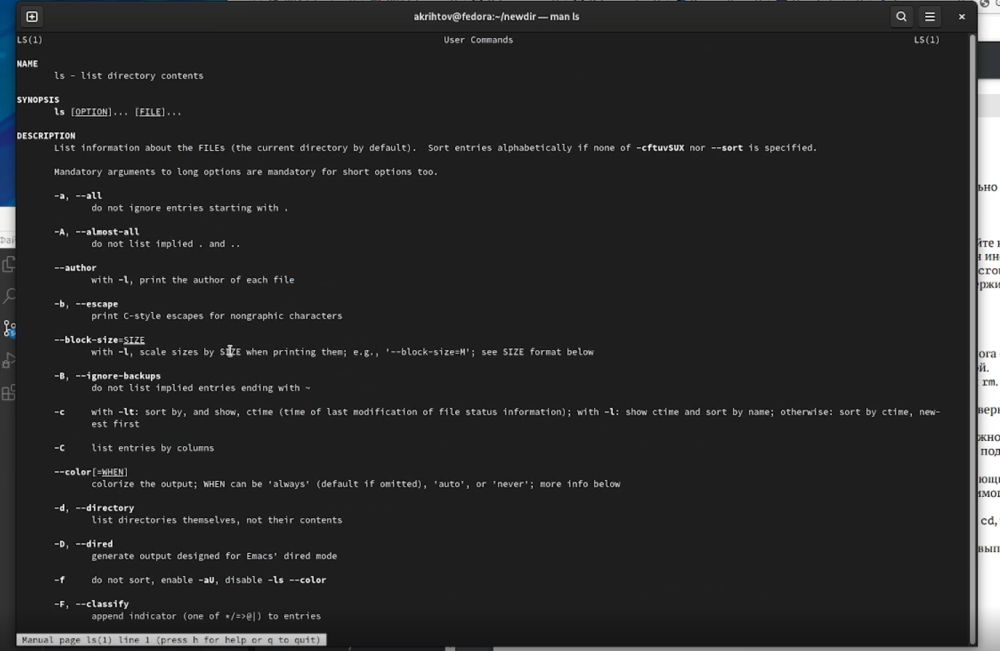 akrihtov@fedora:~/newdir — man ls
LS(1) User Commands LS(1)
NAME
ls - list directory contents
SYNOPSIS
ls [OPTION]... [FILE]...
DESCRIPTION
List information about the FILEs (the current directory by default). Sort entries alphabetically if none of -cftuvSUX nor --sort is specified.
Mandatory arguments to long options are mandatory for short options too.
-a, --all
do not ignore entries starting with .
-A, --almost-all
do not list implied . and ..
--author
with -l, print the author of each file
-b, --escape
print C-style escapes for nongraphic characters
--block-size=SIZE
with -l, scale sizes by SIZE when printing them; e.g., '--block-size=M'; see SIZE format below
-B, --ignore-backups
do not list implied entries ending with ~
-c with -lt: sort by, and show, ctime (time of last modification of file status information); with -l: show ctime and sort by name; otherwise: sort by ctime, new-
est first
-C list entries by columns
--color[=WHEN]
colorize the output; WHEN can be 'always' (default if omitted), 'auto', or 'never'; more info below
-d, --directory
list directories themselves, not their contents
-D, --dired
generate output designed for Emacs' dired mode
-f do not sort, enable -aU, disable -ls --color
-F, --classify
append indicator (one of */=>@|) to entries
Manual page ls(1) line 1 (press h for help or q to quit)
rm.
cd,